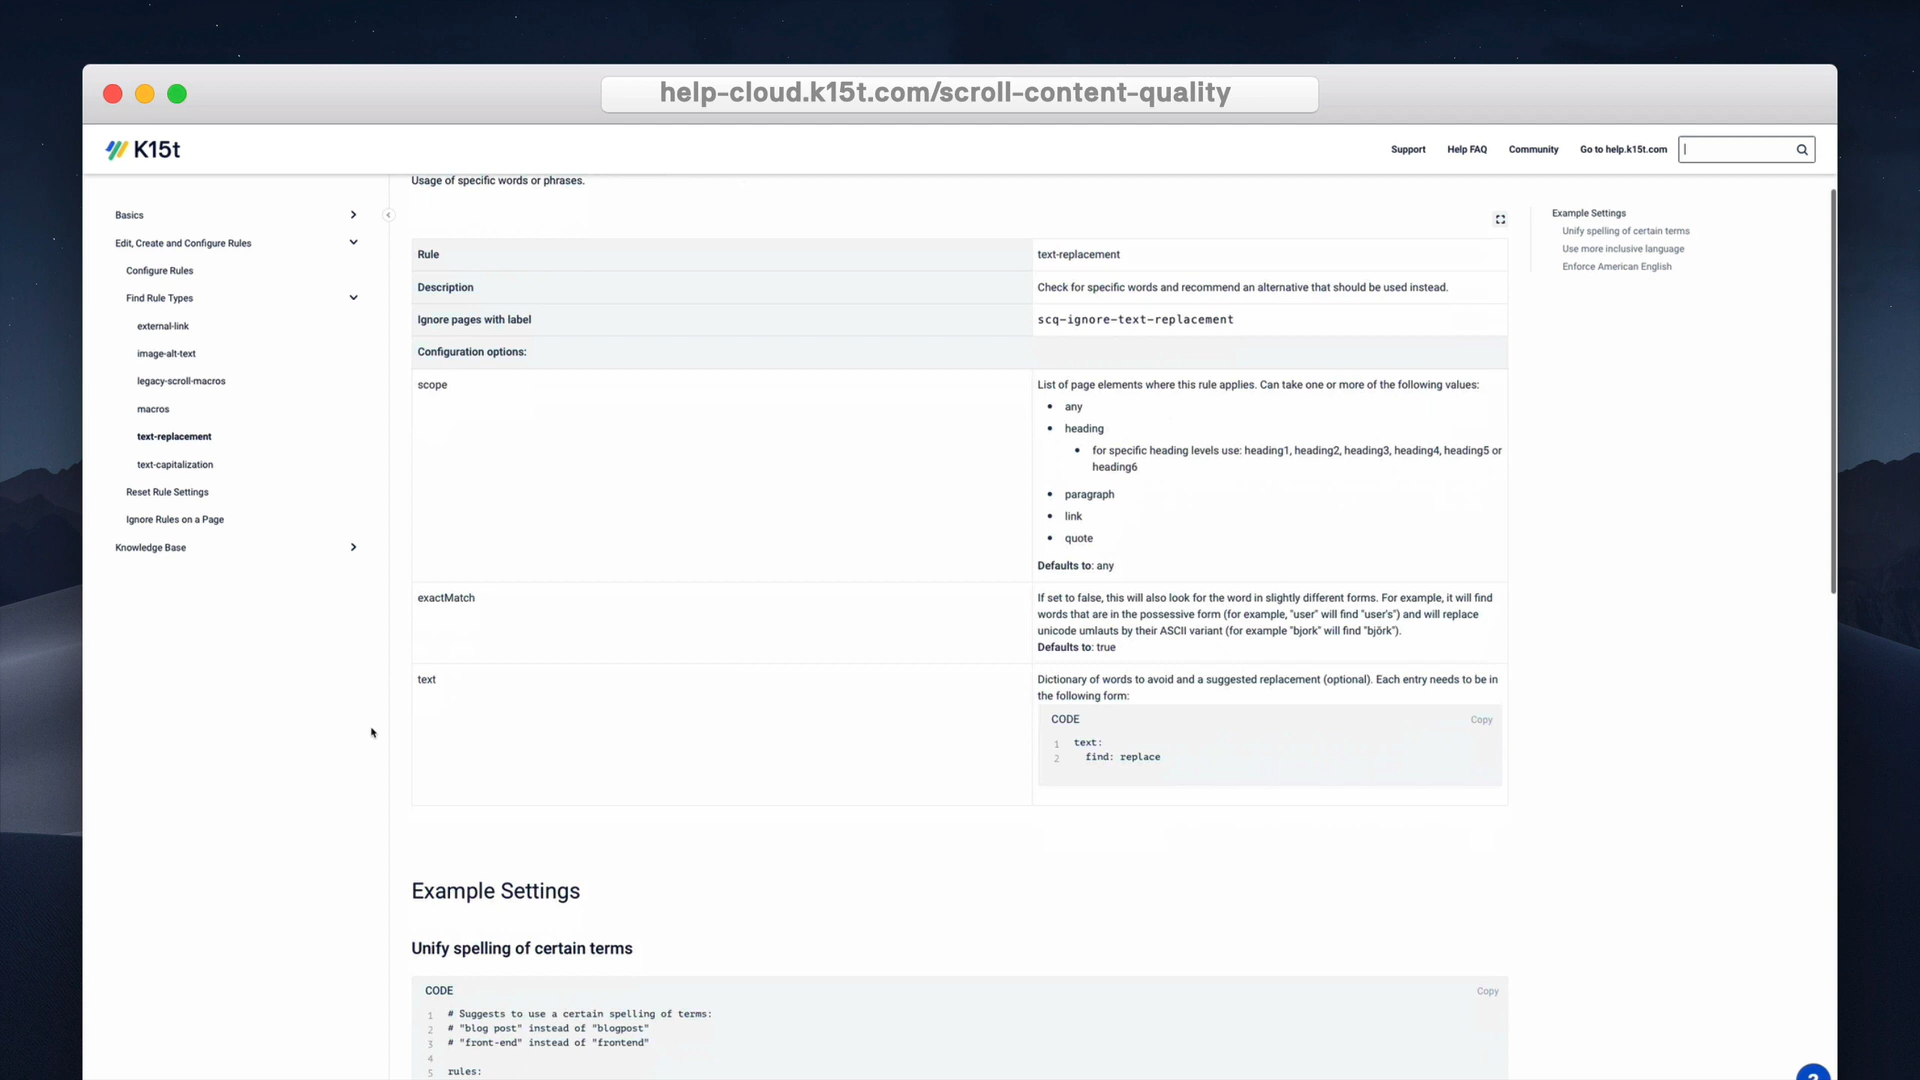 help-cloud.k15t.com/scroll-content-quality
K15t
Support
Help FAQ
Community
Go to help.k15t.com
Basics
Edit, Create and Configure Rules
Configure Rules
Find Rule Types
external-link
image-alt-text
legacy-scroll-macros
macros
text-replacement
text-capitalization
Reset Rule Settings
Ignore Rules on a Page
Knowledge Base
Usage of specific words or phrases.
Rule
text-replacement
Description
Check for specific words and recommend an alternative that should be used instead.
Ignore pages with label
scq-ignore-text-replacement
Configuration options:
scope
List of page elements where this rule applies. Can take one or more of the following values:
• any
• heading
• for specific heading levels use: heading1, heading2, heading3, heading4, heading5 or
heading6
• paragraph
• link
• quote
Defaults to: any
exactMatch
If set to false, this will also look for the word in slightly different forms. For example, it will find
words that are in the possessive form (for example, "user" will find "user's") and will replace
unicode umlauts by their ASCII variant (for example "bjork" will find "björk").
Defaults to: true
text
Dictionary of words to avoid and a suggested replacement (optional). Each entry needs to be in
the following form:
CODE
Copy
1 text:
2 find: replace
Example Settings
Unify spelling of certain terms
CODE
Copy
1 # Suggests to use a certain spelling of terms:
2 # "blog post" instead of "blogpost"
3 # "front-end" instead of "frontend"
4
5 rules:
Example Settings
Unify spelling of certain terms
Use more inclusive language
Enforce American English
?